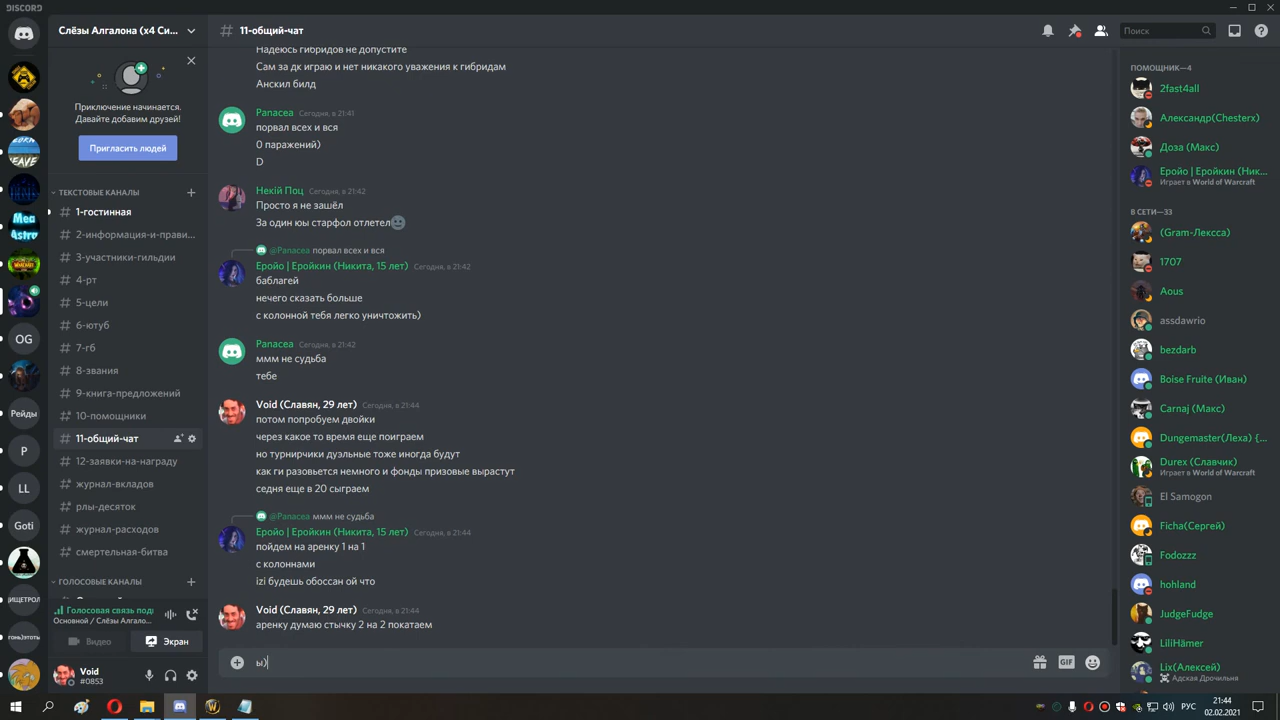 DISCORD
Слёзы Алгалона (x4 Си...
Приключение начинается.
Давайте добавим друзей!
Пригласить людей
ТЕКСТОВЫЕ КАНАЛЫ
1-гостинная
2-информация-и-прави...
3-участники-гильдии
4-рт
5-цели
6-ютуб
7-гб
8-звания
9-книга-предложений
10-помощники
11-общий-чат
12-заявки-на-награду
журнал-вкладов
рлы-десяток
журнал-расходов
смертельная-битва
ГОЛОСОВЫЕ КАНАЛЫ
Голосовая связь под
Основной / Слёзы Алгало...
Видео
Экран
Void
#0853
Mea
Astro
OG
Рейды
P
LL
Goti
11-общий-чат
Поиск
Надеюсь гибридов не допустите
Сам за дк играю и нет никакого уважения к гибридам
Анскил билд
Panacea Сегодня, в 21:41
порвал всех и вся
0 паражений)
D
Некій Поц Сегодня, в 21:42
Просто я не зашёл
За один юы старфол отлетел
@Panacea порвал всех и вся
Еройо | Еройкин (Никита, 15 лет) Сегодня, в 21:42
баблагей
нечего сказать больше
с колонной тебя легко уничтожить)
Panacea Сегодня, в 21:42
ммм не судьба
тебе
Void (Славян, 29 лет) Сегодня, в 21:44
потом попробуем двойки
через какое то время еще поиграем
но турнирчики дуэльные тоже иногда будут
как ги разовьется немного и фонды призовые вырастут
седня еще в 20 сыграем
@Panacea ммм не судьба
Еройо | Еройкин (Никита, 15 лет) Сегодня, в 21:44
пойдем на аренку 1 на 1
с колоннами
izi будешь обоссан ой что
Void (Славян, 29 лет) Сегодня, в 21:44
аренку думаю стычку 2 на 2 покатаем
ы)
GIF
ПОМОЩНИК—4
2fast4all
Александр(Chesterx)
Доза (Макс)
Еройо | Еройкин (Ник...
Играет в World of Warcraft
В СЕТИ—33
(Gram-Лексса)
1707
Aous
assdawrio
bezdarb
Boise Fruite (Иван)
Carnaj (Макс)
Dungemaster(Леха) {...
Durex (Славчик)
Играет в World of Warcraft
El Samogon
Ficha(Сергей)
Fodozzz
hohland
JudgeFudge
LiliHämer
Lix(Алексей)
Адская Дрочильня
РУС
21:44
02.02.2021